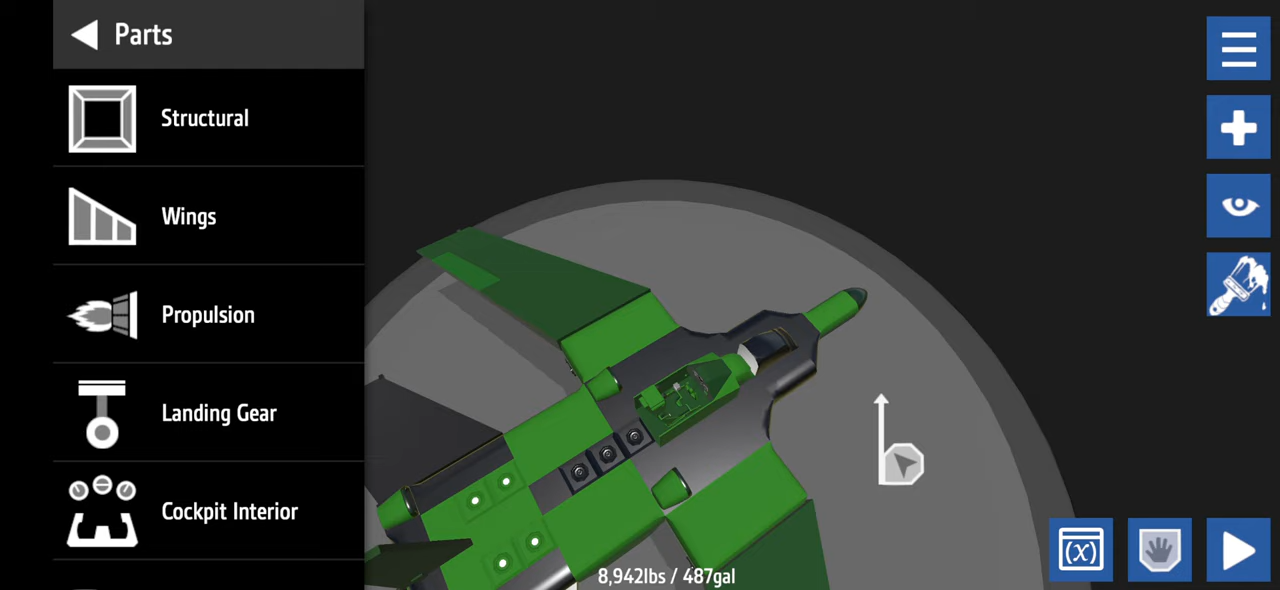 Parts
Structural
Wings
Propulsion
Landing Gear
Cockpit Interior
(x)
8,942lbs / 487gal